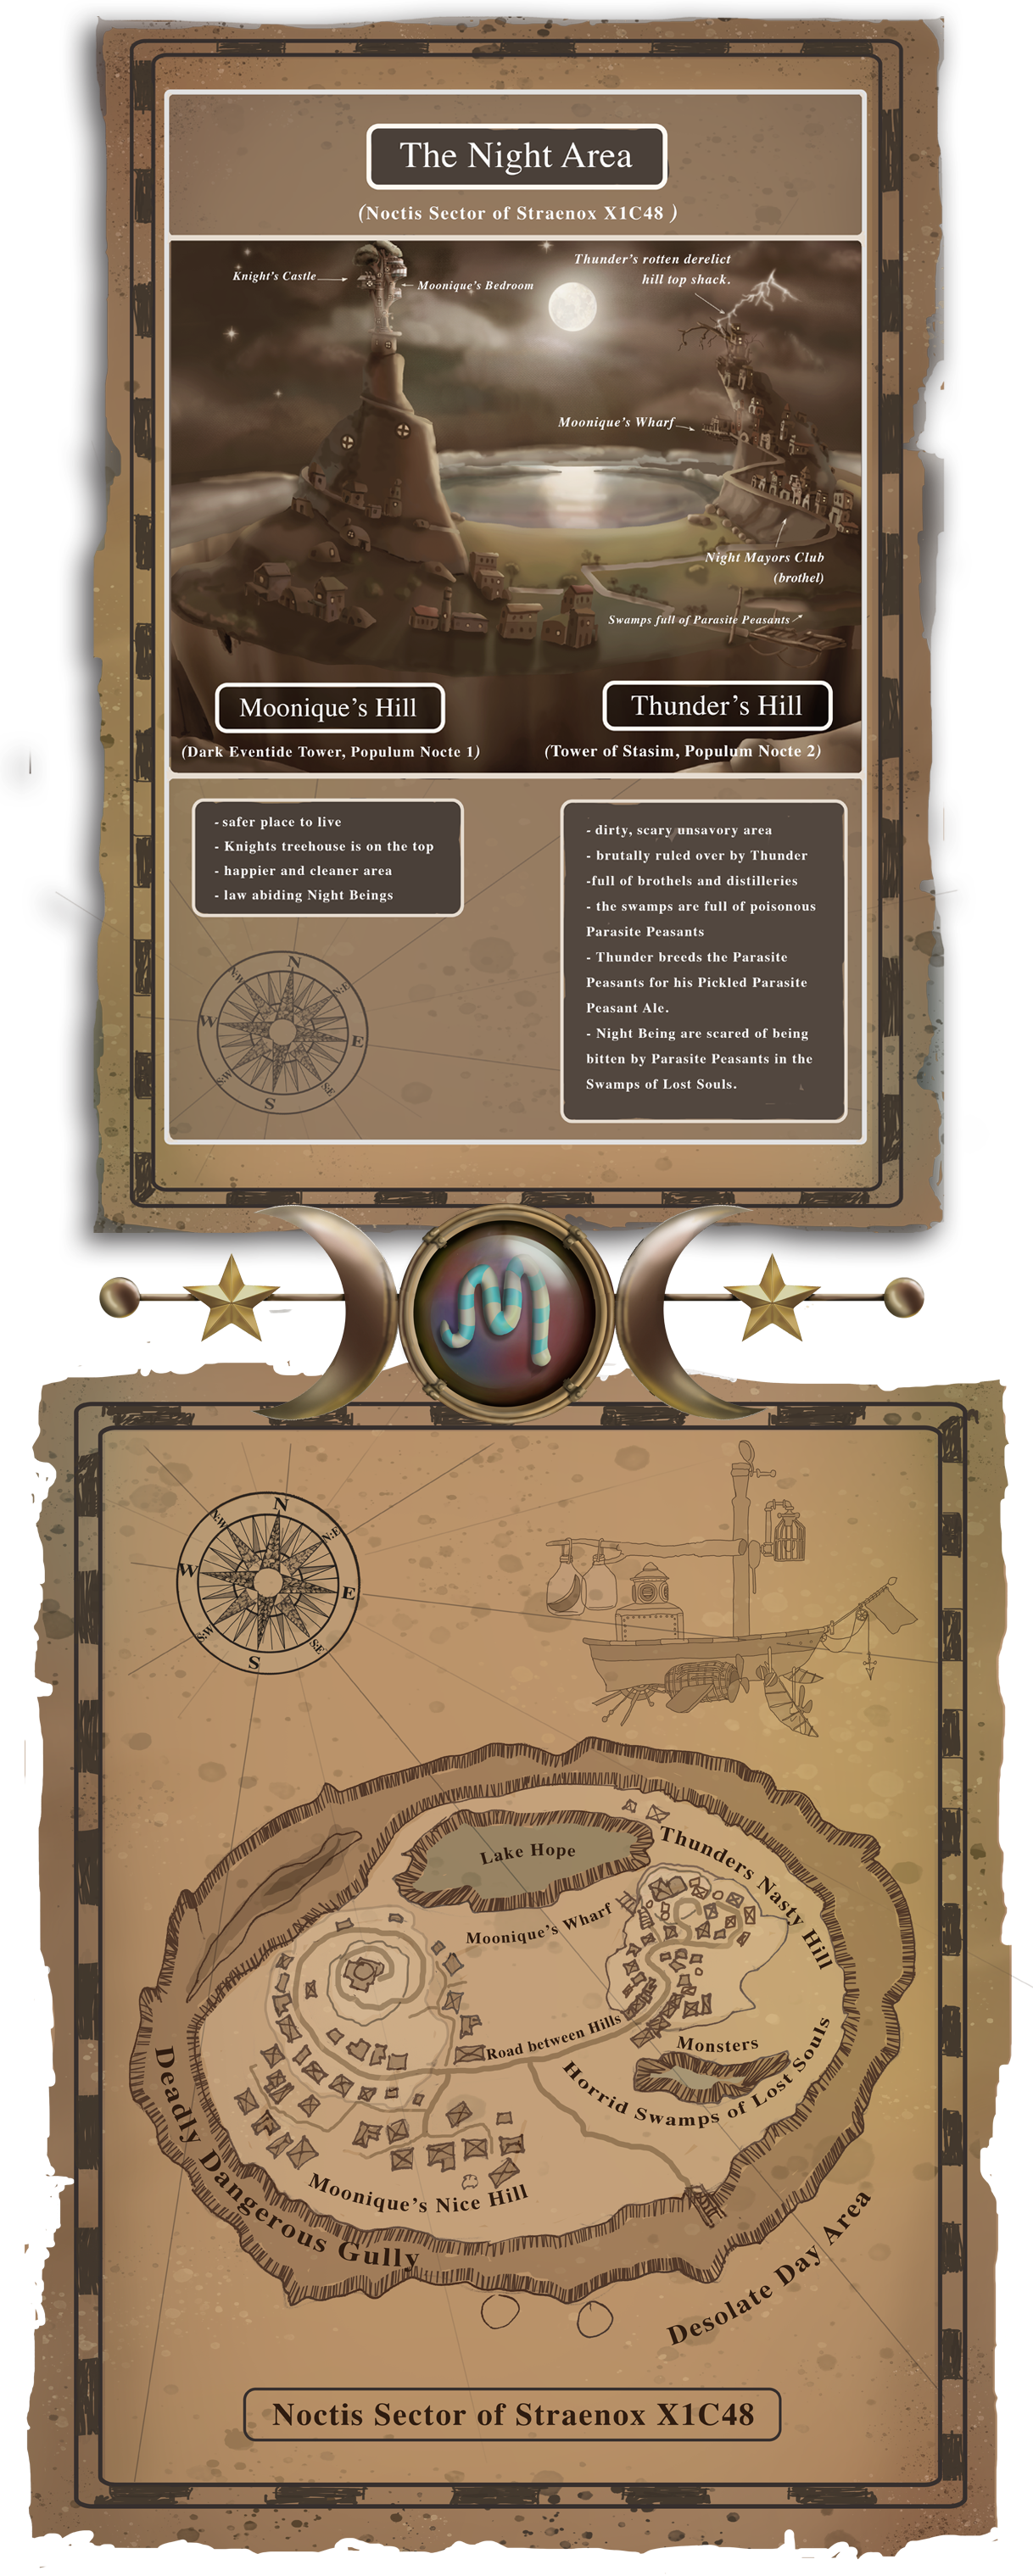 The Night Area
(Noctis Sector of Straenox X1C48 )
Knight's Castle
Moonique's Bedroom
Thunder's rotten derelict
hill top shack.
Moonique's Wharf
Night Mayors Club
(brothel)
Swamps full of Parasite Peasants
Moonique's Hill
(Dark Eventide Tower, Populum Nocte 1)
Thunder's Hill
(Tower of Stasim, Populum Nocte 2)
- safer place to live
- Knights treehouse is on the top
- happier and cleaner area
- law abiding Night Beings
- dirty, scary unsavory area
- brutally ruled over by Thunder
-full of brothels and distilleries
- the swamps are full of poisonous
Parasite Peasants
- Thunder breeds the Parasite
Peasants for his Pickled Parasite
Peasant Ale.
- Night Being are scared of being
bitten by Parasite Peasants in the
Swamps of Lost Souls.
N
N:W
N:E
W
E
S:W
S:E
S
M
N
N:W
N:E
W
E
S:W
S:E
S
Lake Hope
Thunders Nasty Hill
Moonique's Wharf
Road between Hills
Monsters
Horrid Swamps of Lost Souls
Deadly Dangerous Gully
Moonique's Nice Hill
Desolate Day Area
Noctis Sector of Straenox X1C48